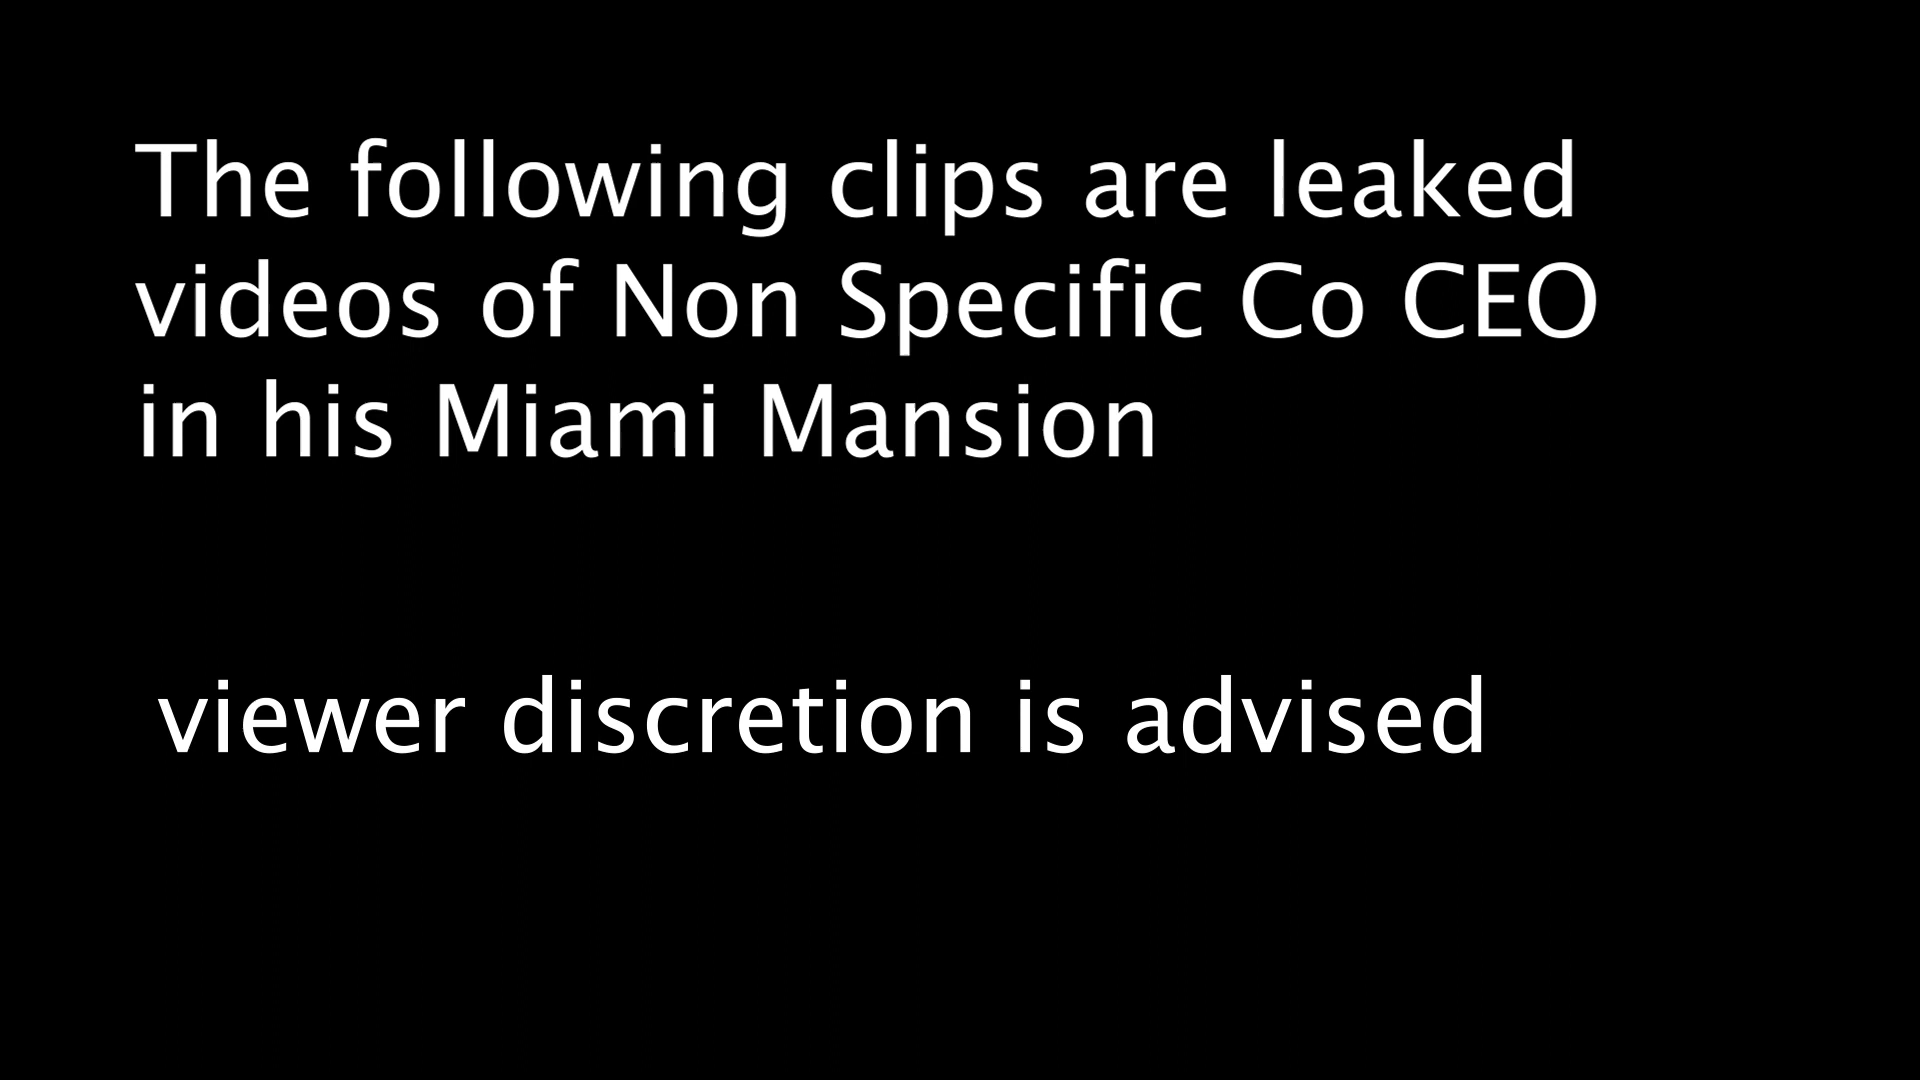 The following clips are leaked
videos of Non Specific Co CEO
in his Miami Mansion
viewer discretion is advised